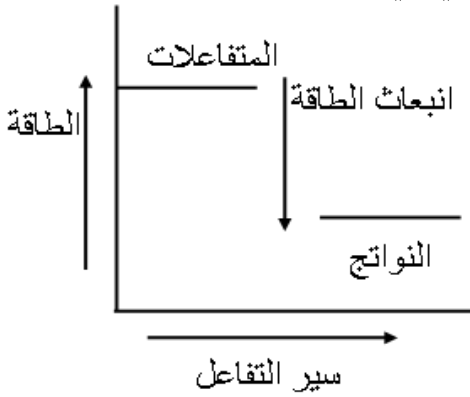 المتفاعلات
انبعاث الطاقة
الطاقة
النواتج
سير التفاعل